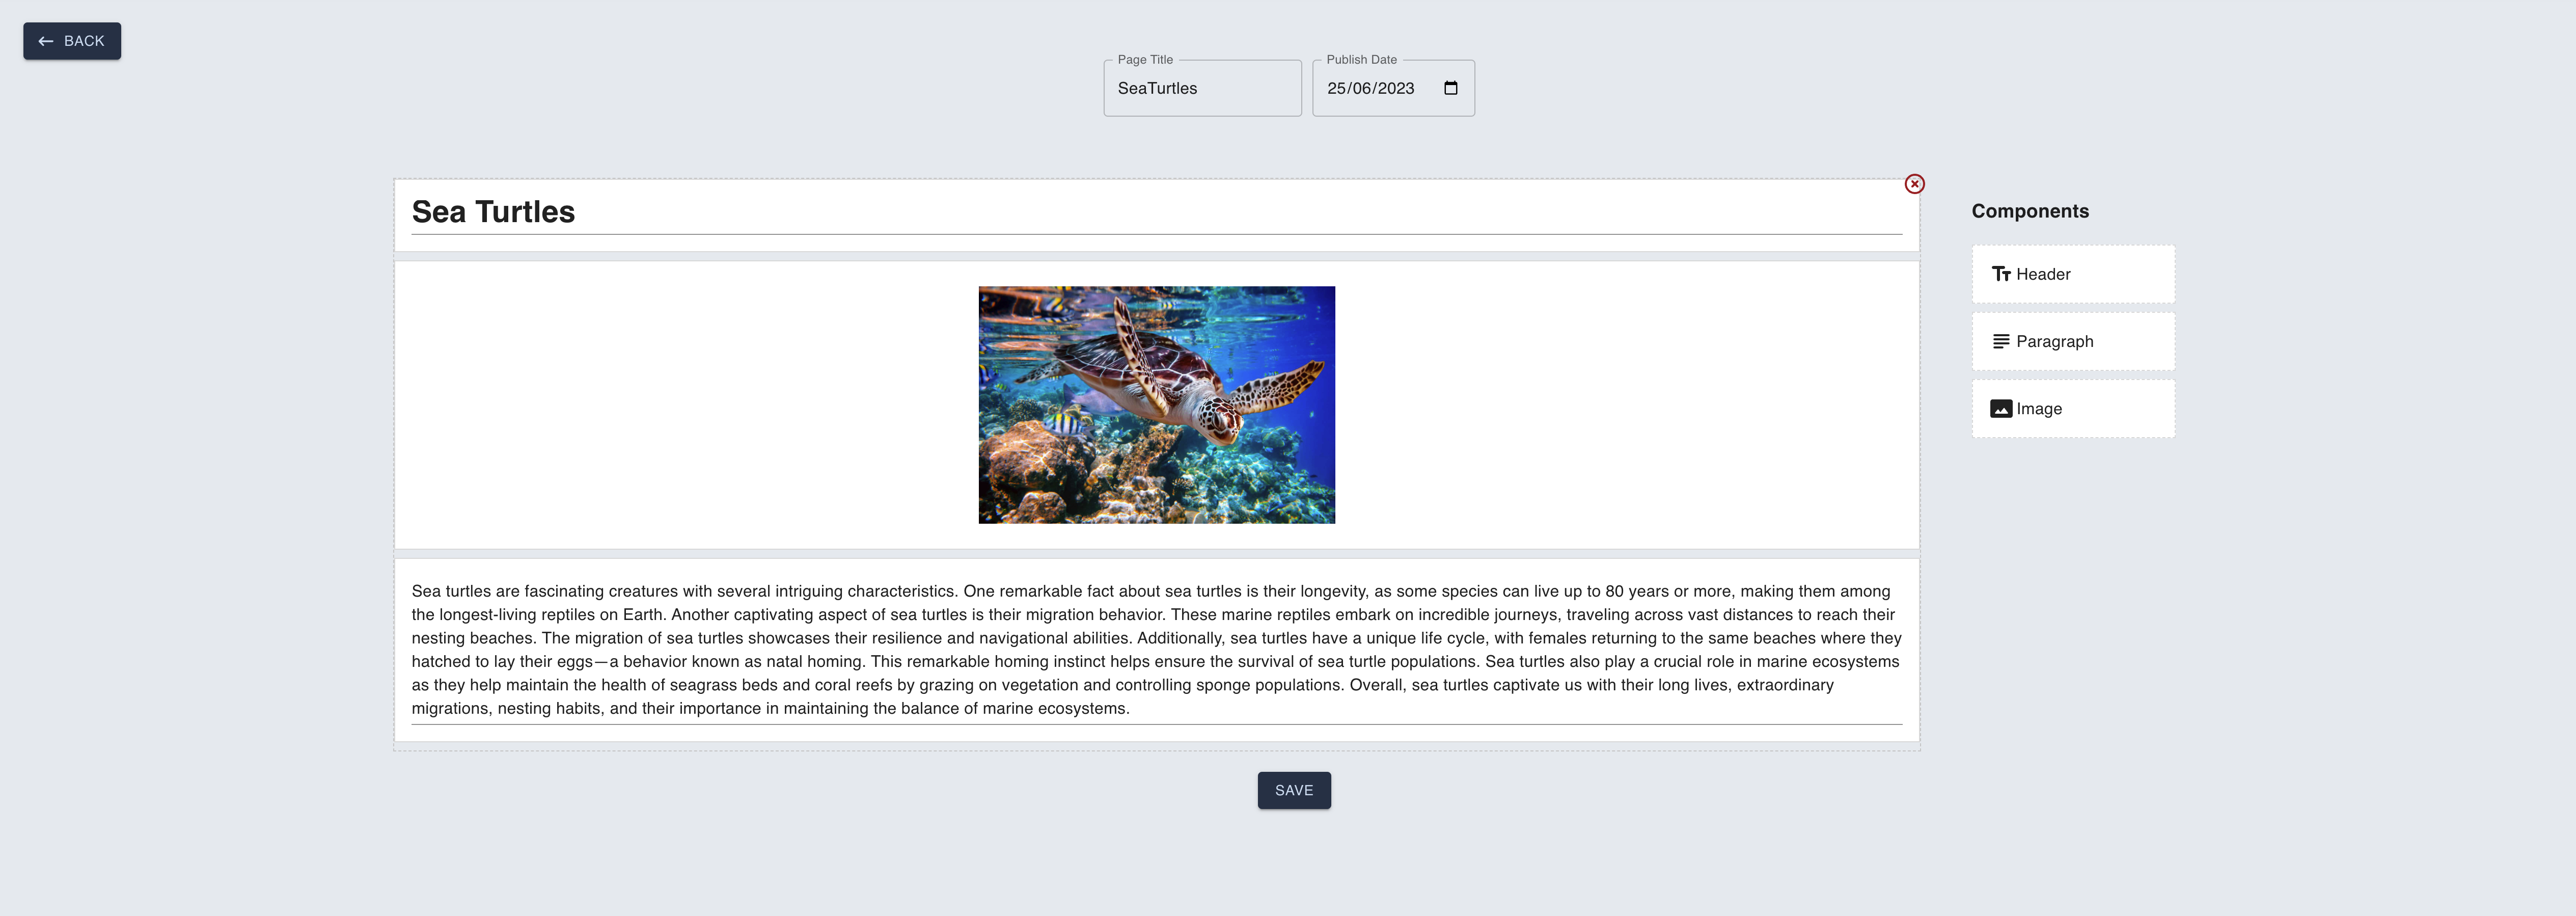 BACK
Page Title
SeaTurtles
Publish Date
25/06/2023
Sea Turtles
Components
Header
Paragraph
Image
Sea turtles are fascinating creatures with several intriguing characteristics. One remarkable fact about sea turtles is their longevity, as some species can live up to 80 years or more, making them among
the longest-living reptiles on Earth. Another captivating aspect of sea turtles is their migration behavior. These marine reptiles embark on incredible journeys, traveling across vast distances to reach their
nesting beaches. The migration of sea turtles showcases their resilience and navigational abilities. Additionally, sea turtles have a unique life cycle, with females returning to the same beaches where they
hatched to lay their eggs—a behavior known as natal homing. This remarkable homing instinct helps ensure the survival of sea turtle populations. Sea turtles also play a crucial role in marine ecosystems
as they help maintain the health of seagrass beds and coral reefs by grazing on vegetation and controlling sponge populations. Overall, sea turtles captivate us with their long lives, extraordinary
migrations, nesting habits, and their importance in maintaining the balance of marine ecosystems.
SAVE